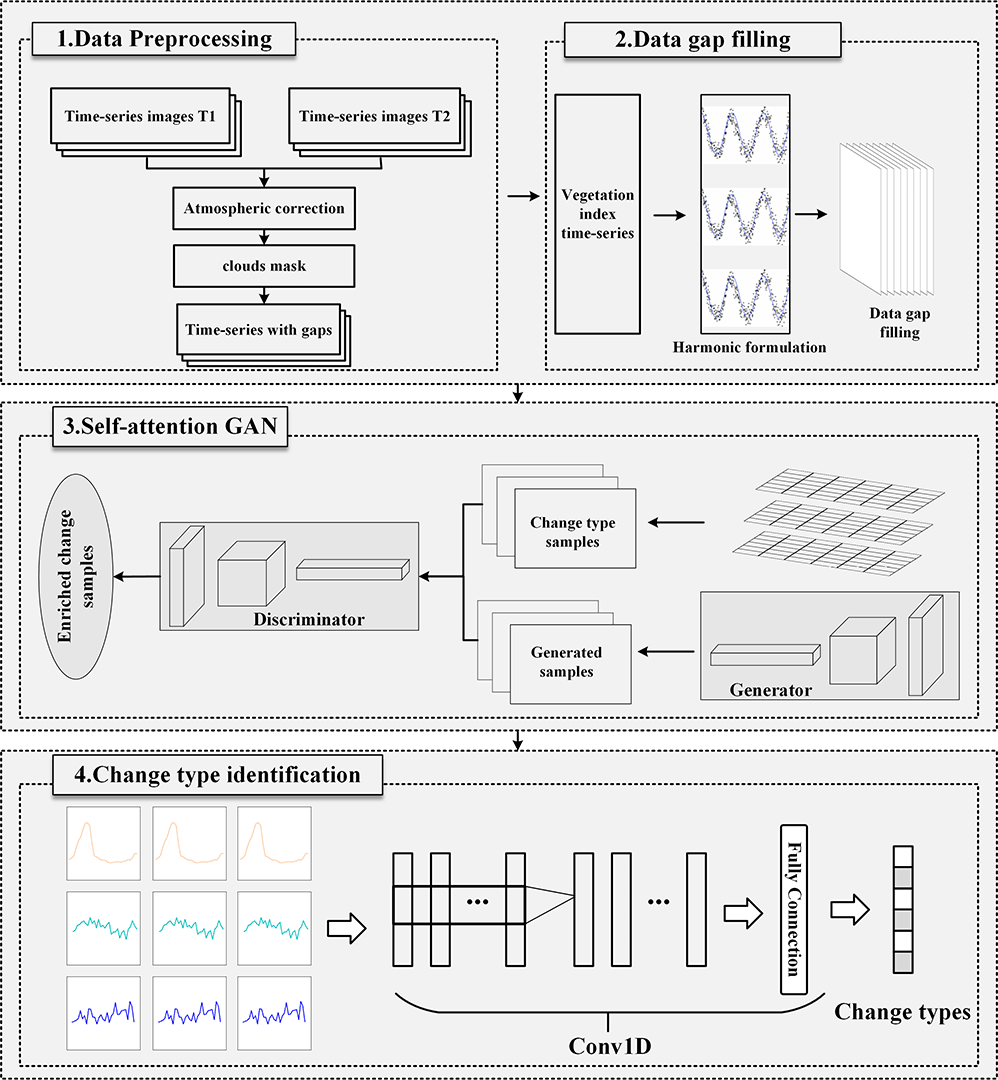 1.Data Preprocessing
Time-series images T1
Time-series images T2
Atmospheric correction
clouds mask
Time-series with gaps
2.Data gap filling
Vegetation
index
time-series
Harmonic formulation
Data gap
filling
3.Self-attention GAN
Enriched change
samples
Discriminator
Change type
samples
Generated
samples
Generator
4.Change type identification
...
...
Fully Connection
Conv1D
Change types